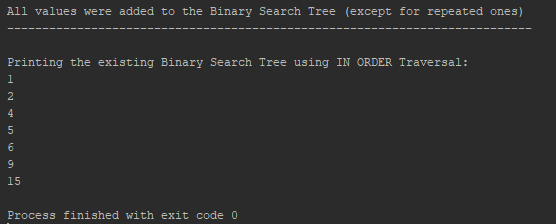 All values were added to the Binary Search Tree (except for repeated ones)
---------------------------------------------------------------------------
Printing the existing Binary Search Tree using IN ORDER Traversal:
1
2
4
5
6
9
15
Process finished with exit code 0